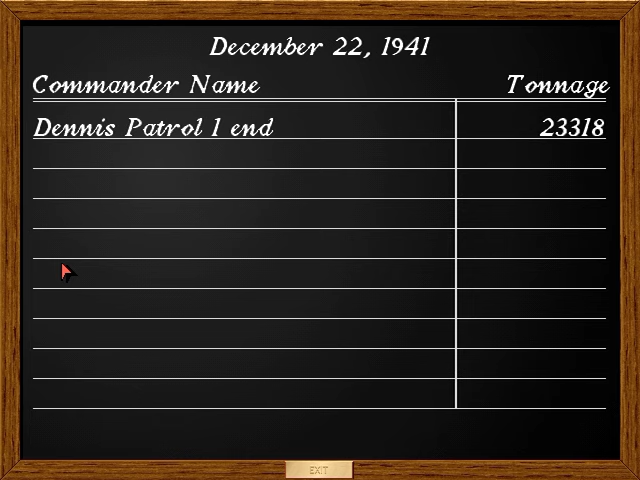 December 22, 1941
Commander Name Tonnage
Dennis Patrol 1 end 23318
EXIT